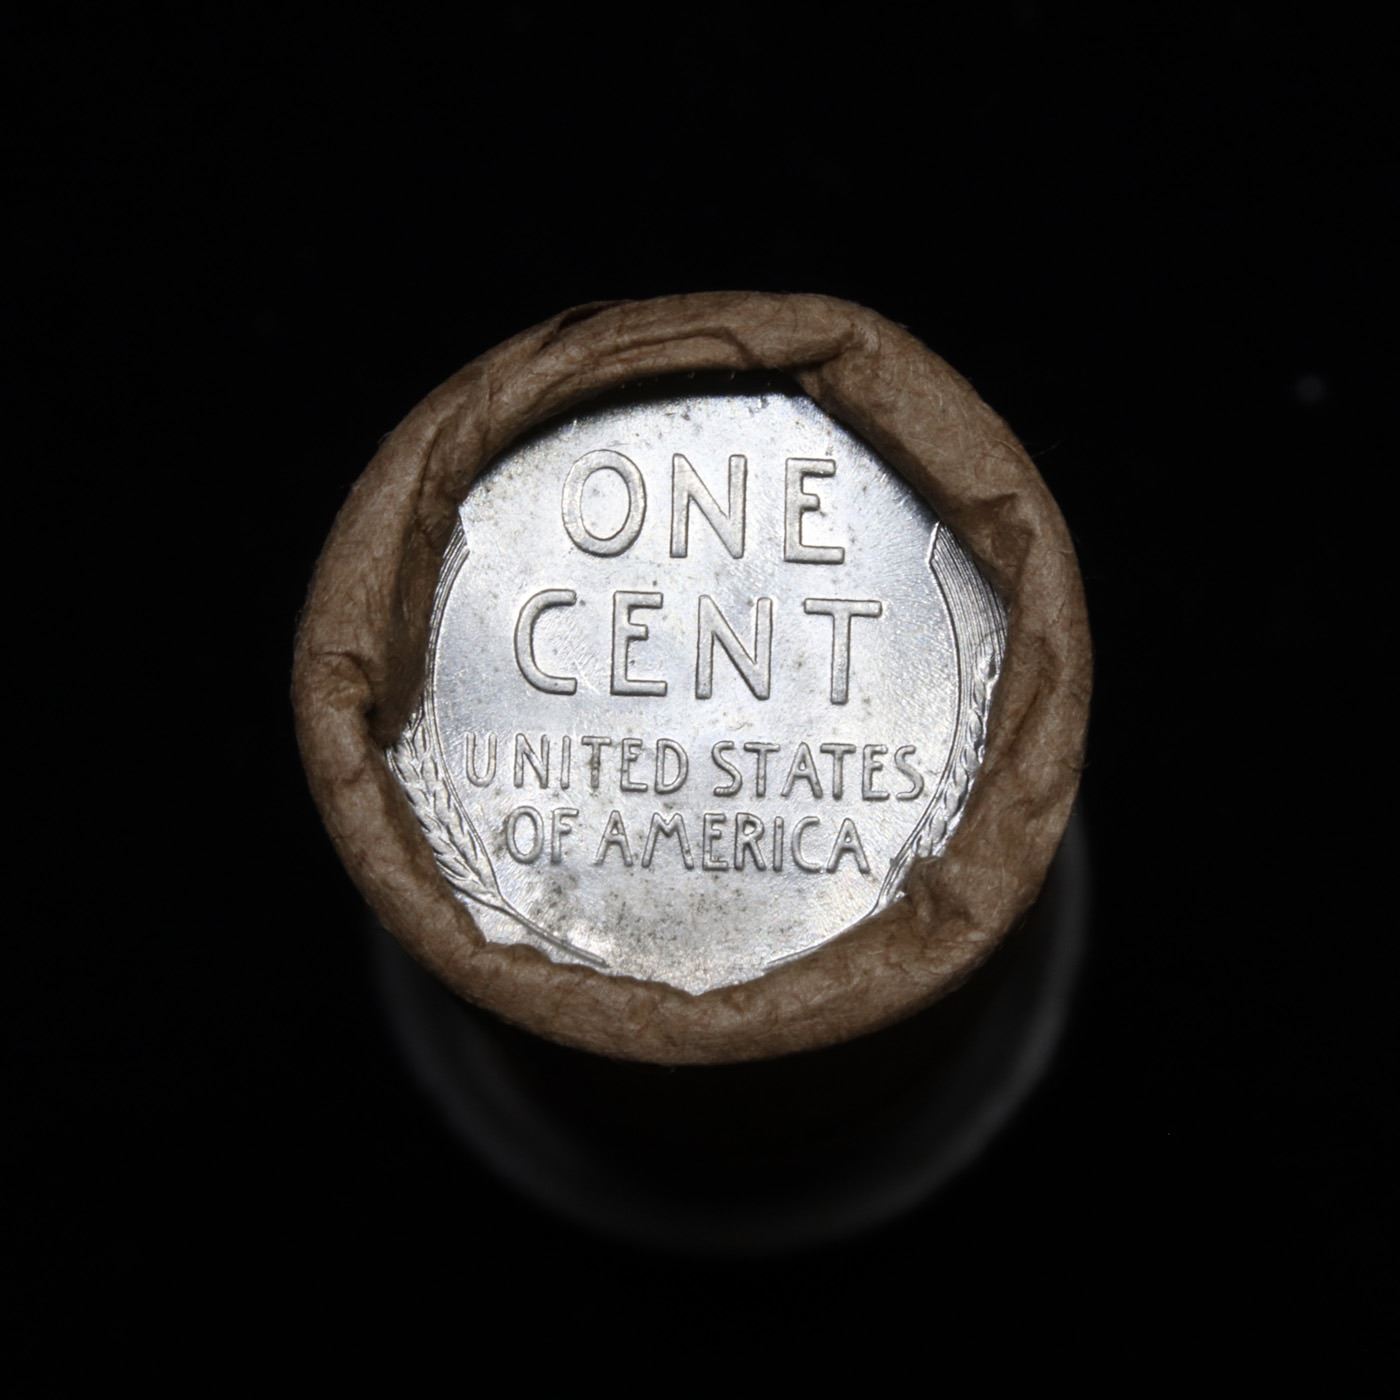 ONE
CENT
UNITED STATES
OF AMERICA